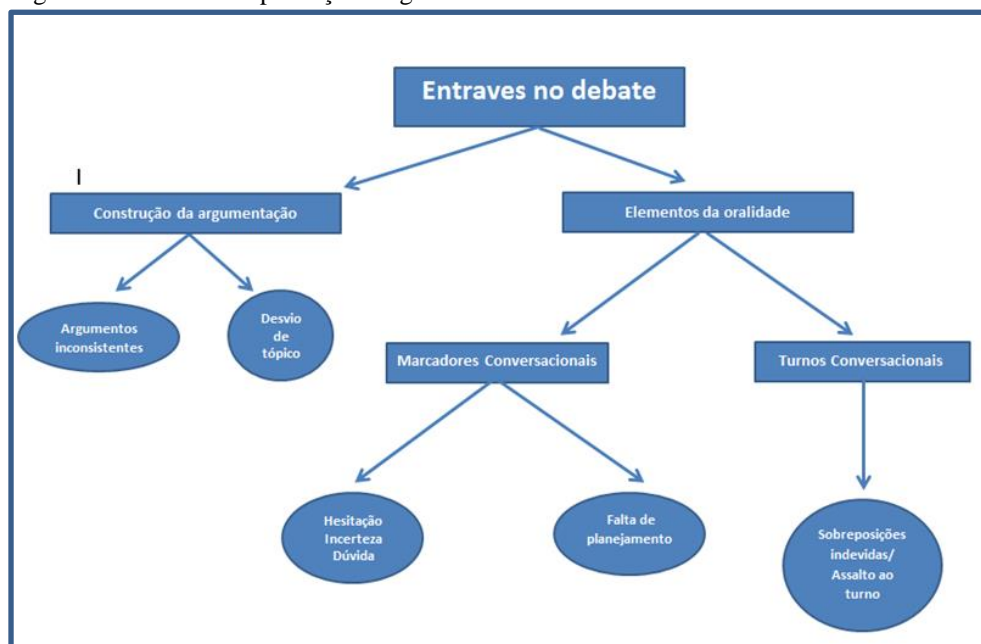 Entraves no debate
I
Construção da argumentação
Elementos da oralidade
Argumentos
inconsistentes
Desvio
de
tópico
Marcadores Conversacionais
Turnos Conversacionais
Hesitação
Incerteza
Dúvida
Falta de
planejamento
Sobreposições
indevidas/
Assalto ao
turno